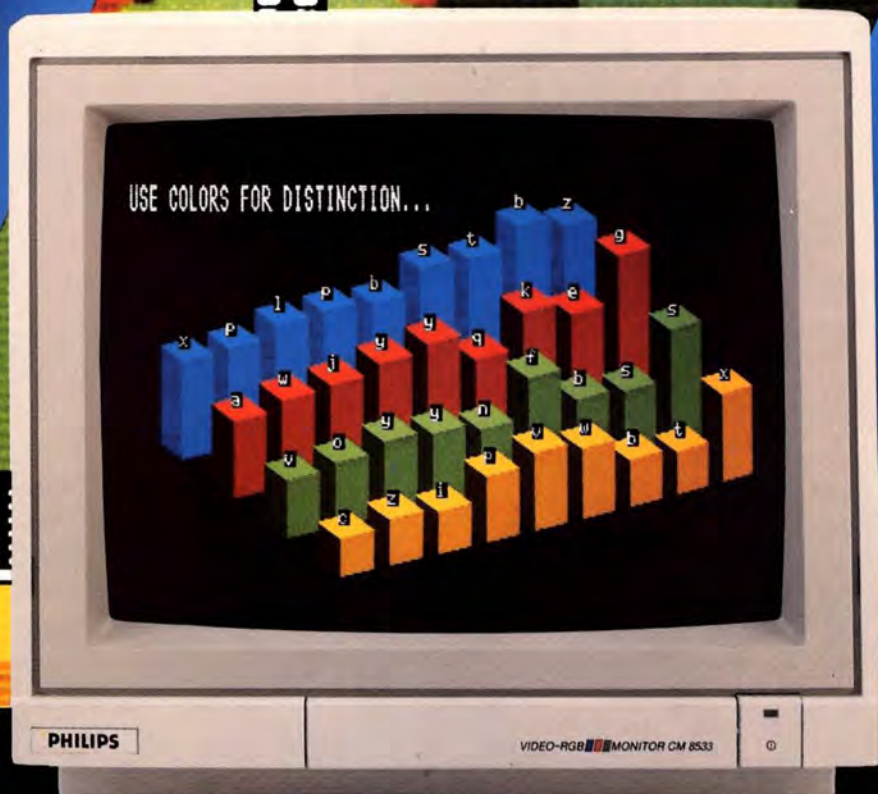 USE COLORS FOR DISTINCTION...
x p l p b s t b z
a w j y y q k e g
v o y y n f b s s
c z i p v w b t x
PHILIPS
VIDEO-RGB MONITOR CM 8533